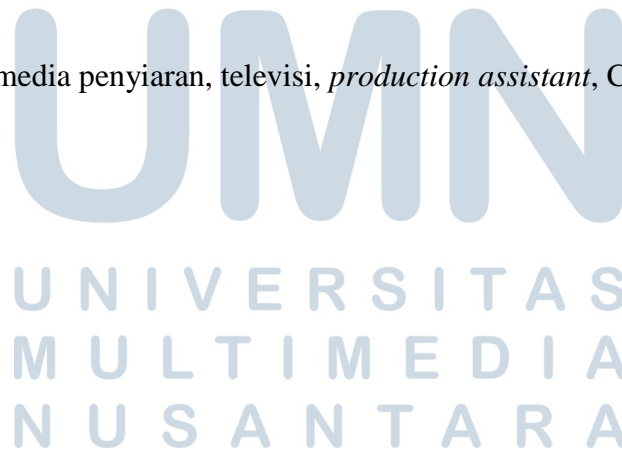 media penyiaran, televisi, production assistant, C
UMN
UNIVERSITAS
MULTIMEDIA
NUSANTARA